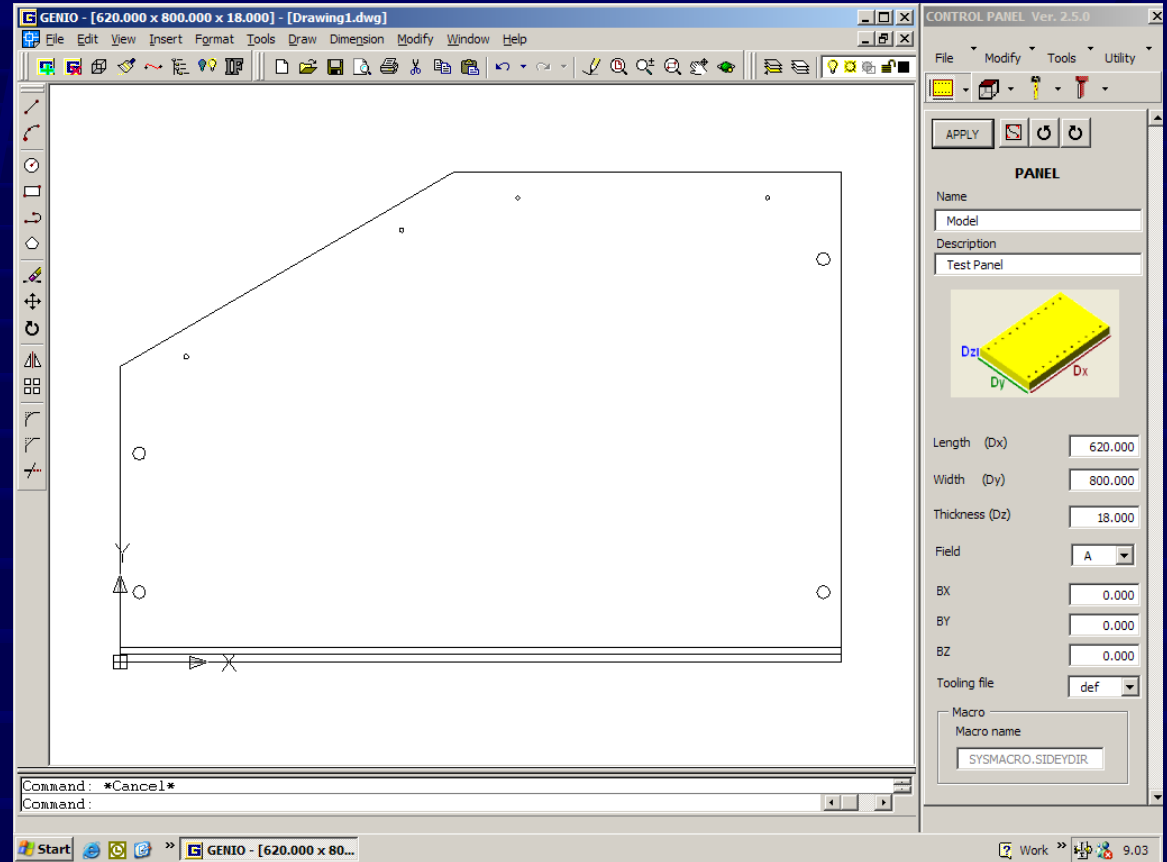 GENIO - [620.000 x 800.000 x 18.000] - [Drawing1.dwg]
File Edit View Insert Format Tools Draw Dimension Modify Window Help
Y
X
Command: *Cancel*
Command:
CONTROL PANEL Ver. 2.5.0
File Modify Tools Utility
APPLY
PANEL
Name
Model
Description
Test Panel
Dz
Dy
Dx
Length (Dx) 620.000
Width (Dy) 800.000
Thickness (Dz) 18.000
Field A
BX 0.000
BY 0.000
BZ 0.000
Tooling file def
Macro
Macro name
SYSMACRO.SIDEYDIR
Start » GENIO - [620.000 x 80... Work » 9.03